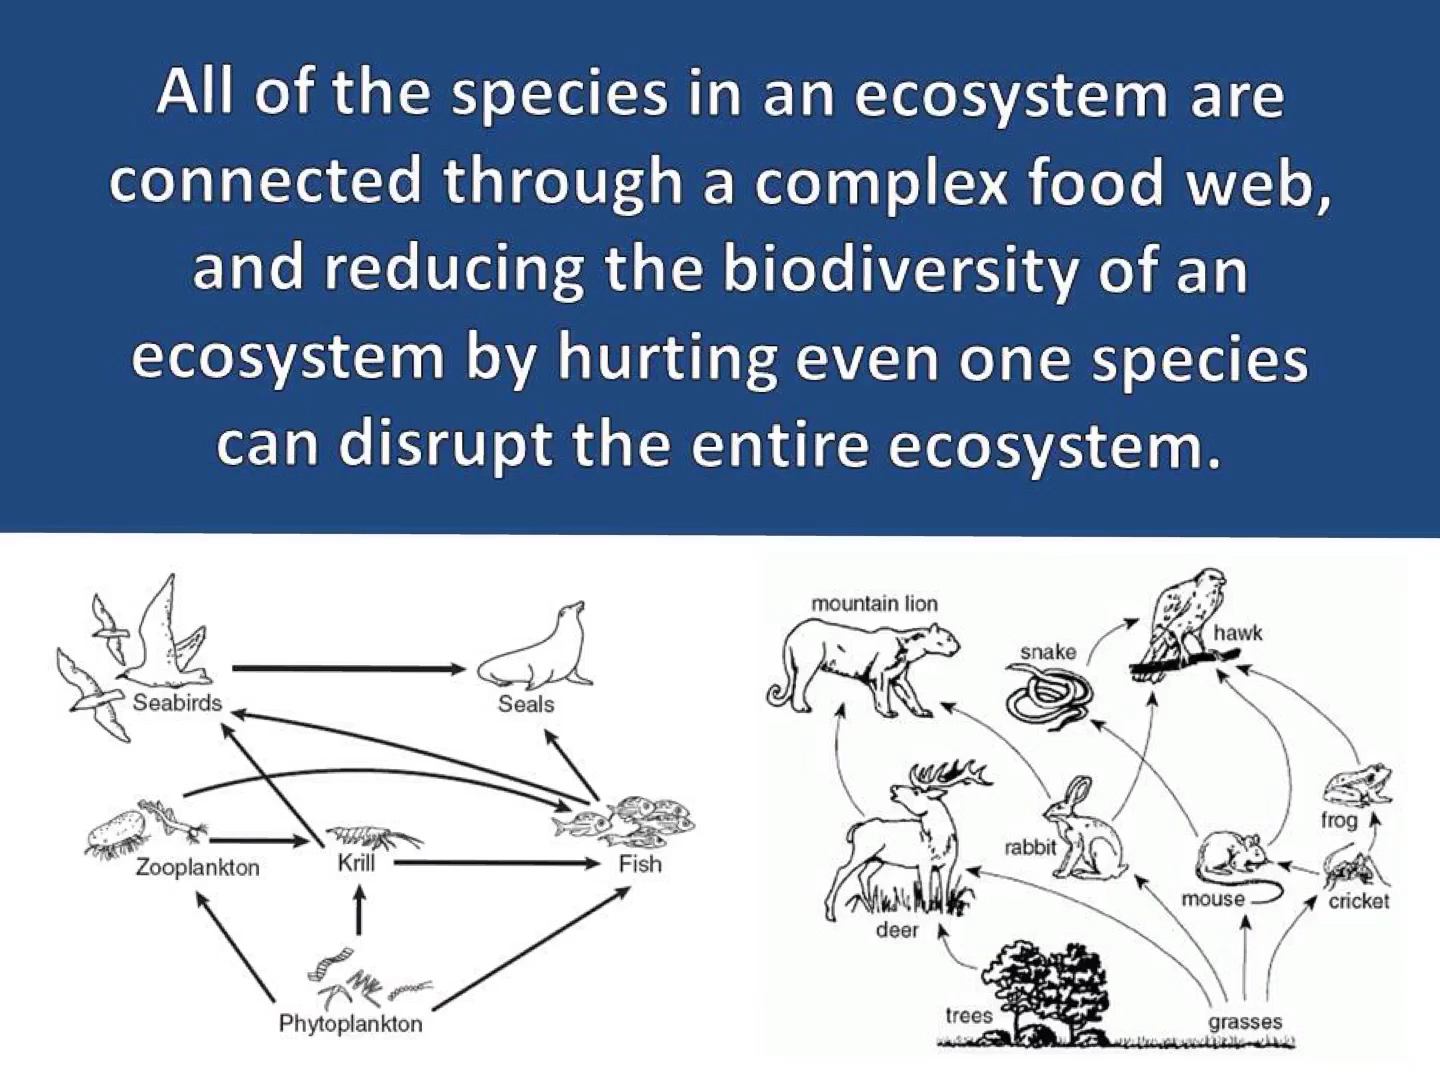 All of the species in an ecosystem are
connected through a complex food web,
and reducing the biodiversity of an
ecosystem by hurting even one species
can disrupt the entire ecosystem.
Seabirds
Seals
Zooplankton
Krill
Fish
Phytoplankton
mountain lion
snake
hawk
frog
rabbit
mouse
cricket
deer
trees
grasses